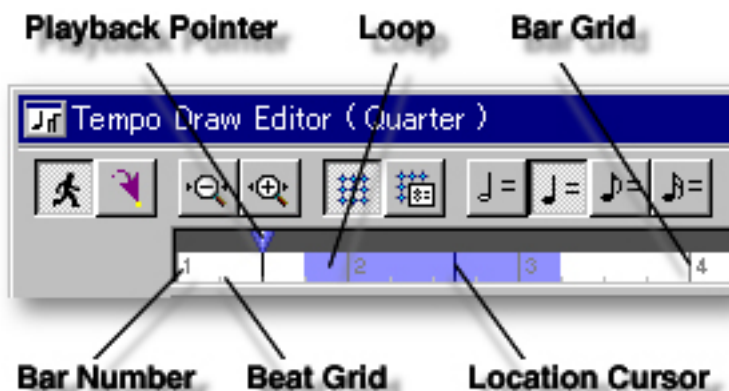 Playback Pointer Loop Bar Grid
Tempo Draw Editor ( Quarter )
= = = =
1 2 3 4
Bar Number Beat Grid Location Cursor